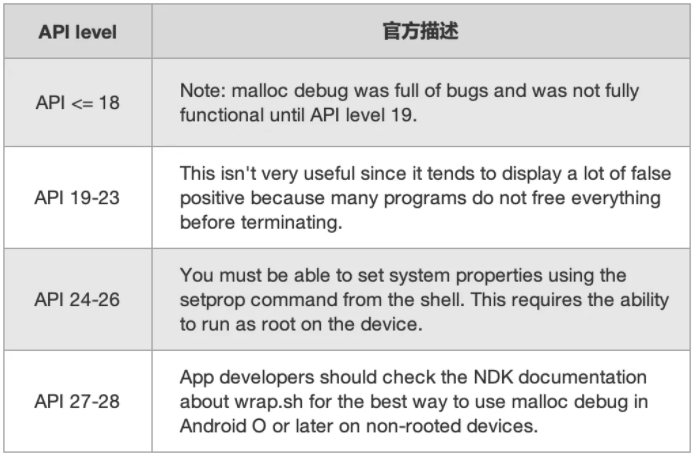 API level
官方描述
API <= 18
Note: malloc debug was full of bugs and was not fully
functional until API level 19.
API 19-23
This isn't very useful since it tends to display a lot of false
positive because many programs do not free everything
before terminating.
API 24-26
You must be able to set system properties using the
setprop command from the shell. This requires the ability
to run as root on the device.
API 27-28
App developers should check the NDK documentation
about wrap.sh for the best way to use malloc debug in
Android O or later on non-rooted devices.